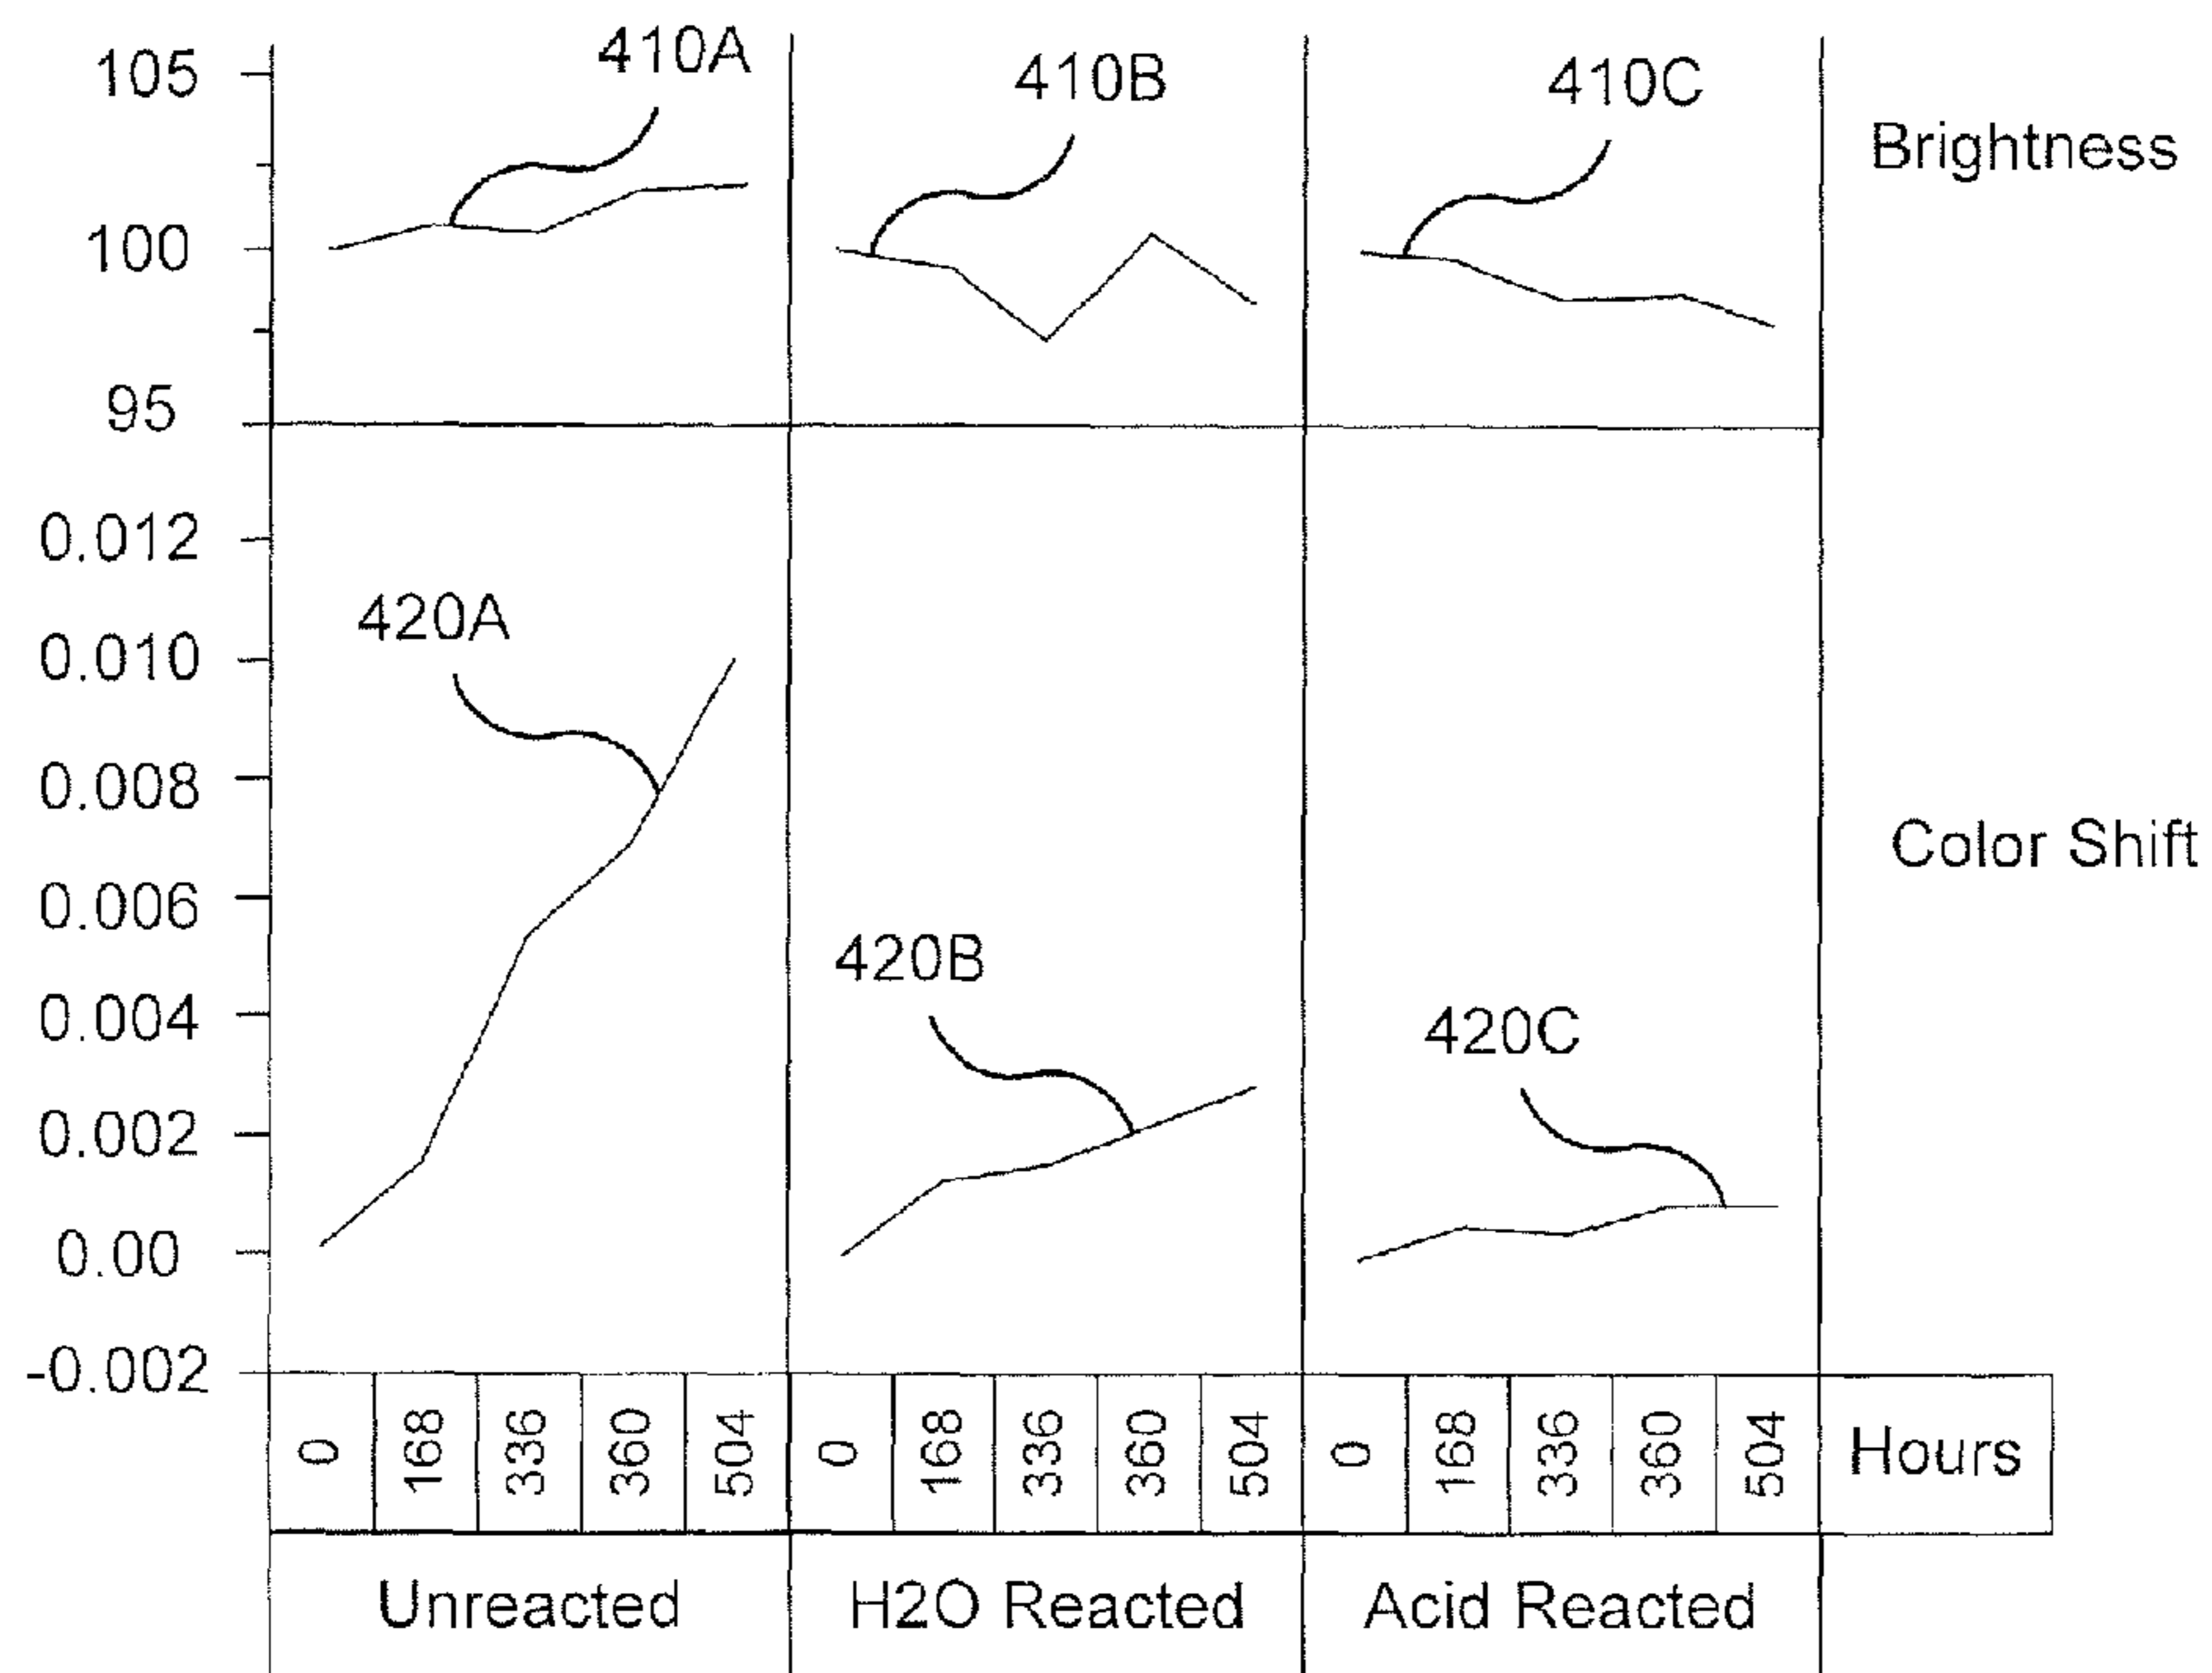 410A
105
410B
410C
Brightness
100
95
0.012
420A
0.010
0.008
Color Shift
0.006
420B
0.004
420C
0.002
0.00
-0.002
0 168 336 360 504 0 168 336 360 504 0 168 336 360 504 Hours
Unreacted H2O Reacted Acid Reacted